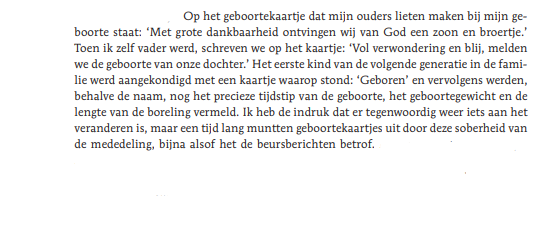 Op het geboortekaartje dat mijn ouders lieten maken bij mijn ge-
boorte staat: ‘Met grote dankbaarheid ontvingen wij van God een zoon en broertje.’
Toen ik zelf vader werd, schreven we op het kaartje: ‘Vol verwondering en blij, melden
we de geboorte van onze dochter.’ Het eerste kind van de volgende generatie in de fami-
lie werd aangekondigd met een kaartje waarop stond: ‘Geboren’ en vervolgens werden,
behalve de naam, nog het precieze tijdstip van de geboorte, het geboortegewicht en de
lengte van de boreling vermeld. Ik heb de indruk dat er tegenwoordig weer iets aan het
veranderen is, maar een tijd lang muntten geboortekaartjes uit door deze soberheid van
de mededeling, bijna alsof het de beursberichten betrof.